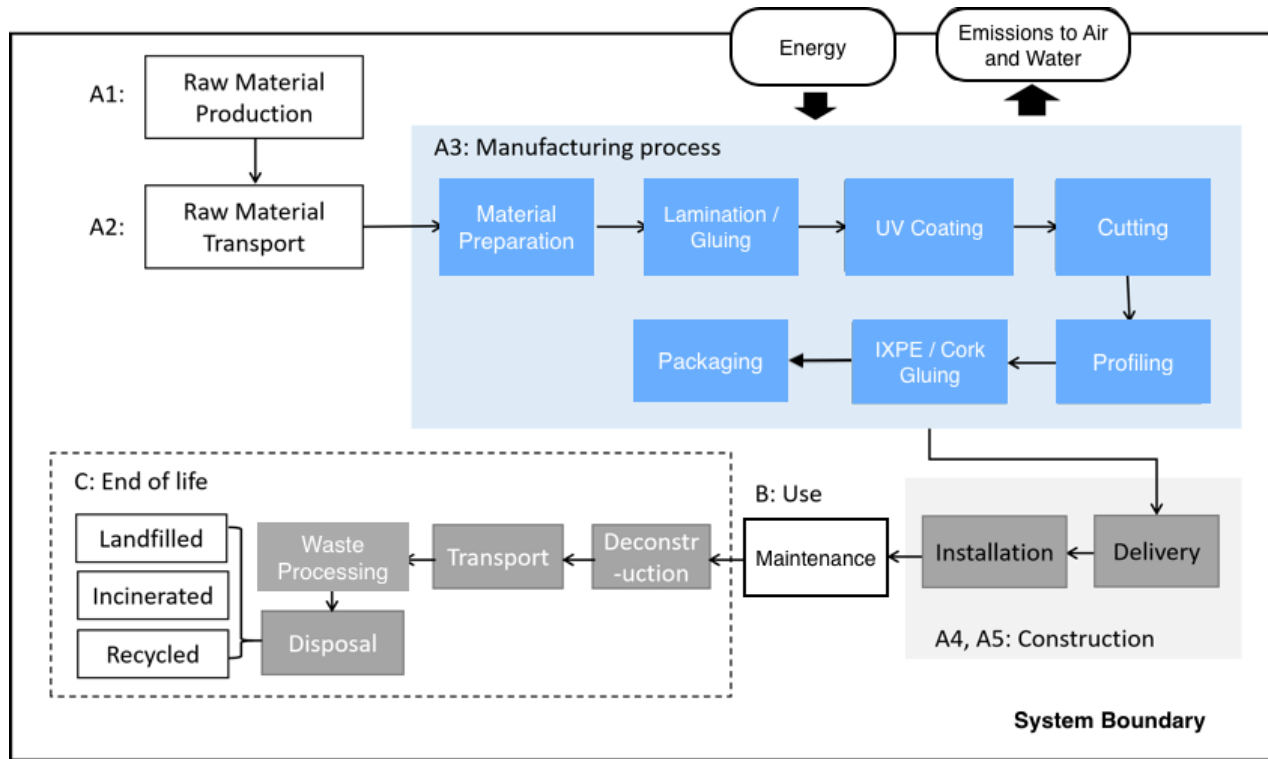 Energy
Emissions to Air
and Water
A1:
Raw Material
Production
A2:
Raw Material
Transport
A3: Manufacturing process
Material
Preparation
Lamination /
Gluing
UV Coating
Cutting
Packaging
IXPE / Cork
Gluing
Profiling
C: End of life
Landfilled
Incinerated
Recycled
Waste
Processing
Disposal
Transport
Deconstr
-uction
B: Use
Maintenance
Installation
Delivery
A4, A5: Construction
System Boundary